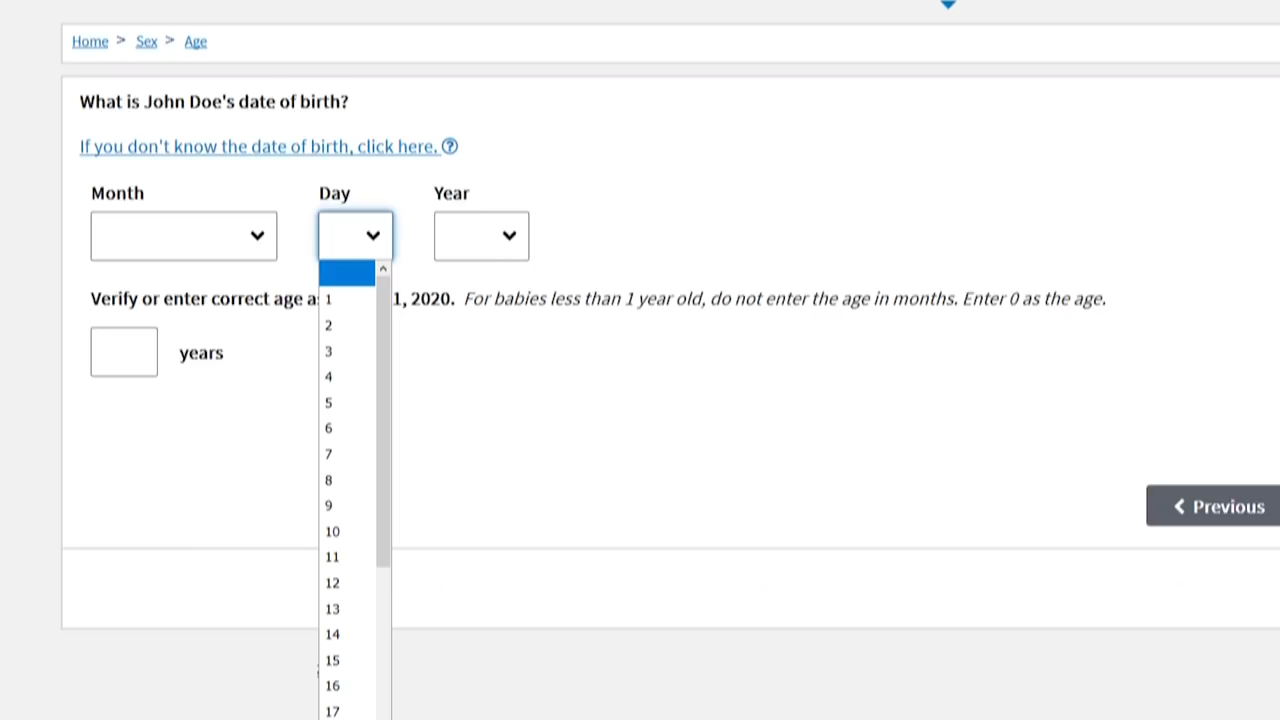 Home > Sex > Age
What is John Doe's date of birth?
If you don't know the date of birth, click here.
Month Day Year
Verify or enter correct age a 1, 2020. For babies less than 1 year old, do not enter the age in months. Enter 0 as the age.
years
1
2
3
4
5
6
7
8
9
10
11
12
13
14
15
16
17
Previous